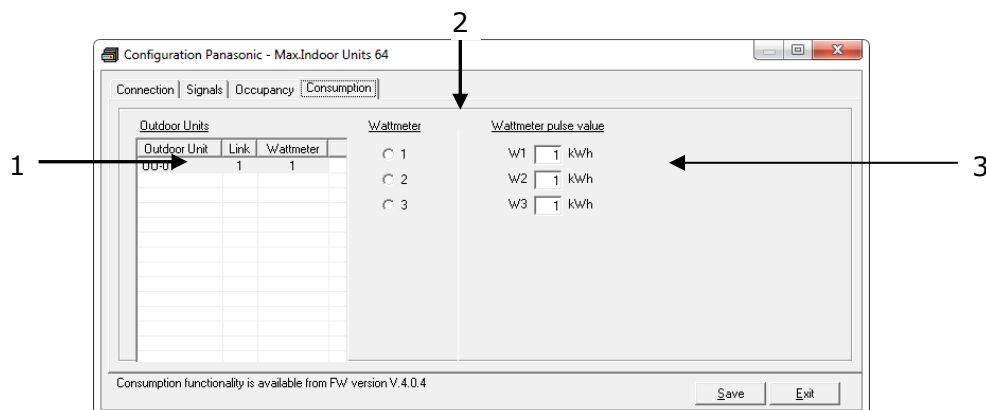 2
Configuration Panasonic - Max.Indoor Units 64
Connection Signals Occupancy Consumption
Outdoor Units Wattmeter Wattmeter pulse value
Outdoor Unit Link Wattmeter
1 1 1 1 W1 1 kWh 3
2 W2 1 kWh
3 W3 1 kWh
Consumption functionality is available from FW version V.4.0.4
Save Exit